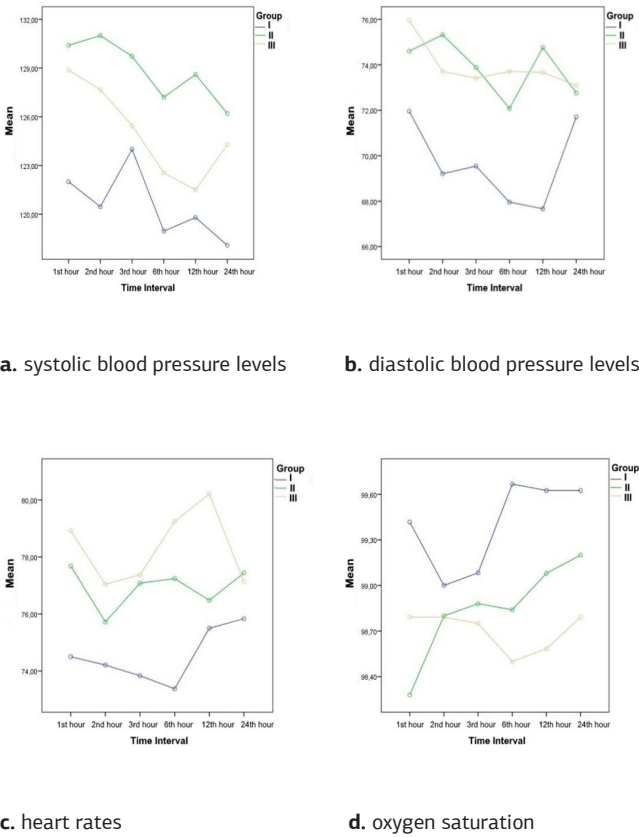 Group
I
II
III
132,00
129,00
126,00
123,00
120,00
Mean
1st hour 2nd hour 3rd hour 6th hour 12th hour 24th hour
Time Interval
a. systolic blood pressure levels
Group
I
II
III
76,00
74,00
72,00
70,00
68,00
66,00
Mean
1st hour 2nd hour 3rd hour 6th hour 12th hour 24th hour
Time Interval
b. diastolic blood pressure levels
Group
I
II
III
80,00
78,00
76,00
74,00
Mean
1st hour 2nd hour 3rd hour 6th hour 12th hour 24th hour
Time Interval
c. heart rates
Group
I
II
III
99,60
99,30
99,00
98,70
98,40
Mean
1st hour 2nd hour 3rd hour 6th hour 12th hour 24th hour
Time Interval
d. oxygen saturation